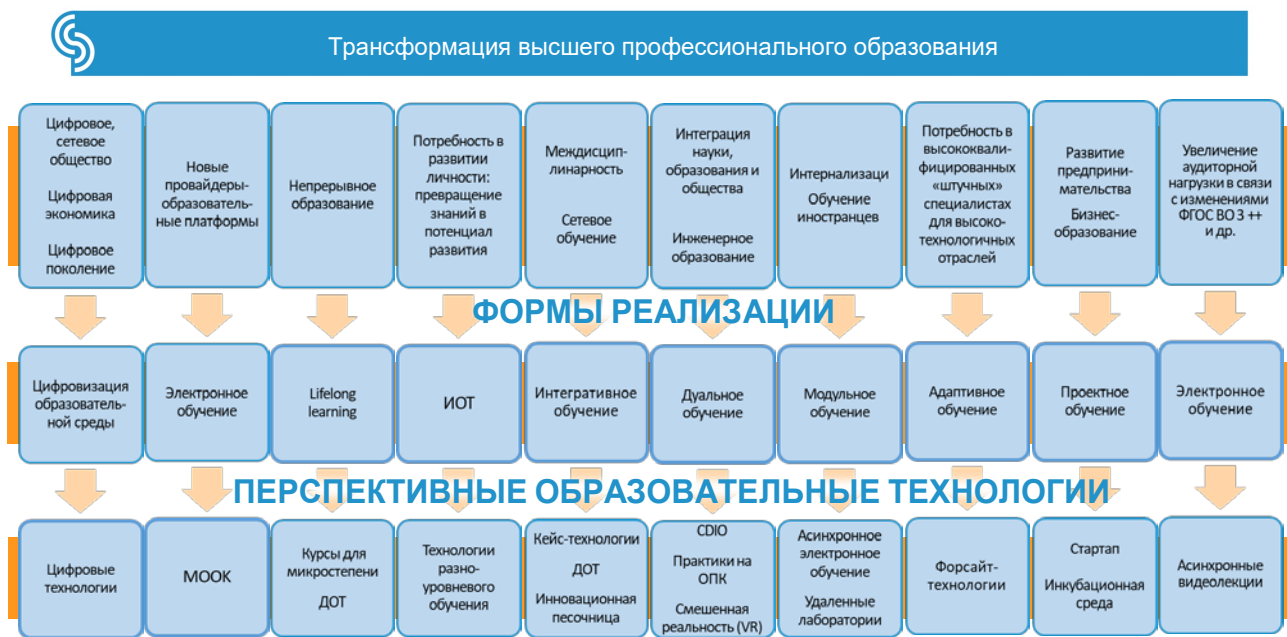 Трансформация высшего профессионального образования
Цифровое,
сетевое
общество
Цифровая
экономика
Цифровое
поколение
Новые
провайдеры-
образователь-
ные платформы
Непрерывное
образование
Потребность в
развитии
личности:
превращение
знаний в
потенциал
развития
Междисцип-
линарность
Сетевое
обучение
Интеграция
науки,
образования и
общества
Инженерное
образование
Интернализаци
Обучение
иностранцев
Потребность в
высококвали-
фицированных
«штучных»
специалистах
для высоко-
технологичных
отраслей
Развитие
предприни-
мательства
Бизнес-
образование
Увеличение
аудиторной
нагрузки в связи
с изменениями
ФГОС ВО 3 ++
и др.
ФОРМЫ РЕАЛИЗАЦИИ
Цифровизация
образователь-
ной среды
Электронное
обучение
Lifelong
learning
ИОТ
Интегративное
обучение
Дуальное
обучение
Модульное
обучение
Адаптивное
обучение
Проектное
обучение
Электронное
обучение
ПЕРСПЕКТИВНЫЕ ОБРАЗОВАТЕЛЬНЫЕ ТЕХНОЛОГИИ
Цифровые
технологии
МООК
Курсы для
микростепени
ДОТ
Технологии
разно-
уровневого
обучения
Кейс-технологии
ДОТ
Инновационная
песочница
CDIO
Практики на
ОПК
Смешенная
реальность (VR)
Асинхронное
электронное
обучение
Удаленные
лаборатории
Форсайт-
технологии
Стартап
Инкубационная
среда
Асинхронные
видеолекции